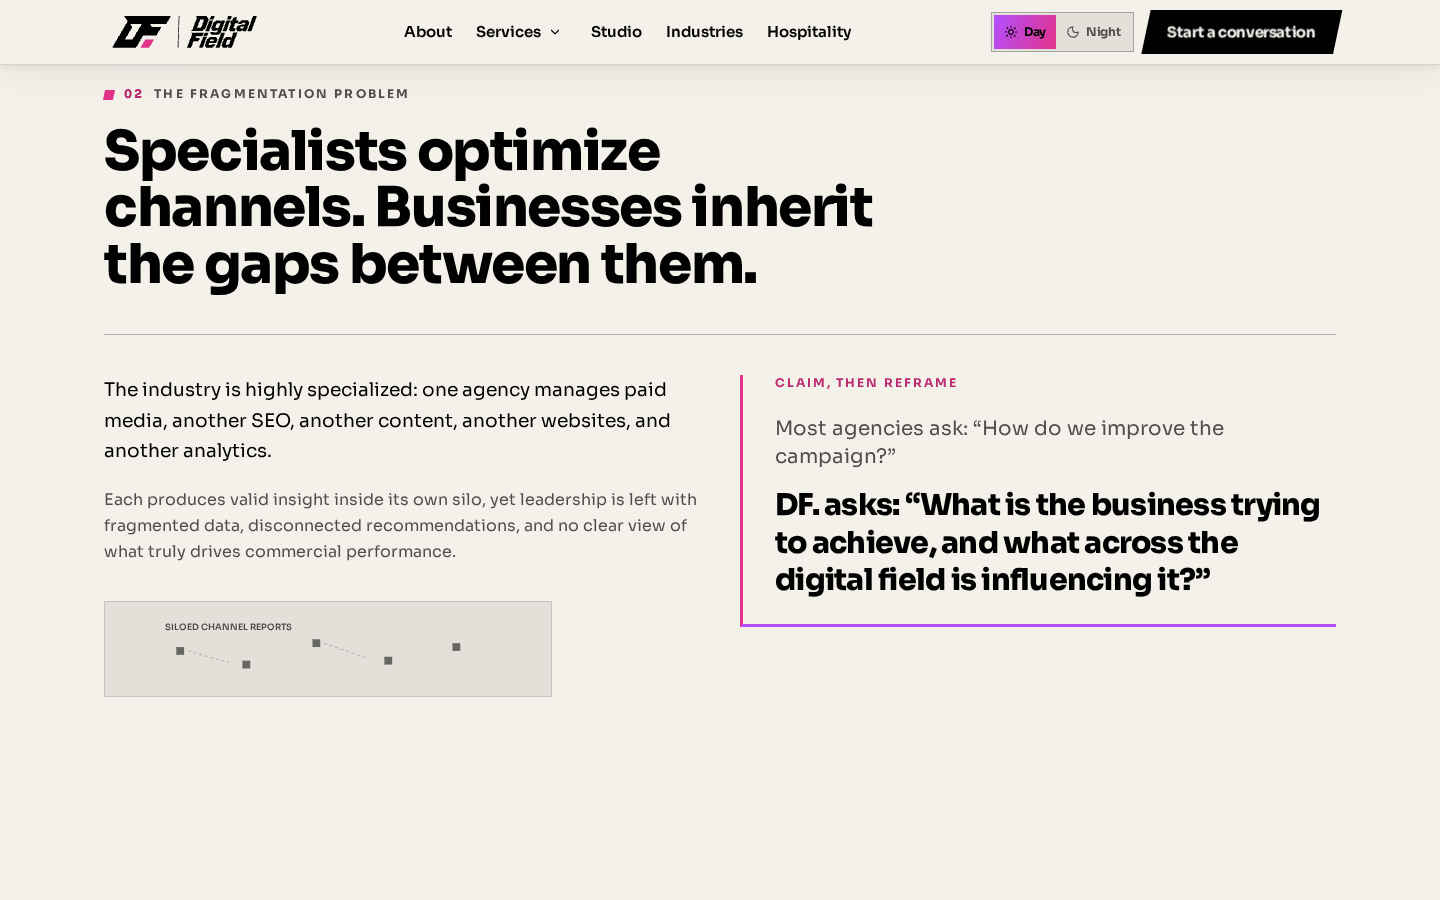 DF Digital
Field
About
Services
Studio
Industries
Hospitality
Day
Night
Start a conversation
02 THE FRAGMENTATION PROBLEM
Specialists optimize
channels. Businesses inherit
the gaps between them.
The industry is highly specialized: one agency manages paid
media, another SEO, another content, another websites, and
another analytics.
Each produces valid insight inside its own silo, yet leadership is left with
fragmented data, disconnected recommendations, and no clear view of
what truly drives commercial performance.
SILOED CHANNEL REPORTS
CLAIM, THEN REFRAME
Most agencies ask: “How do we improve the
campaign?”
DF. asks: “What is the business trying
to achieve, and what across the
digital field is influencing it?”